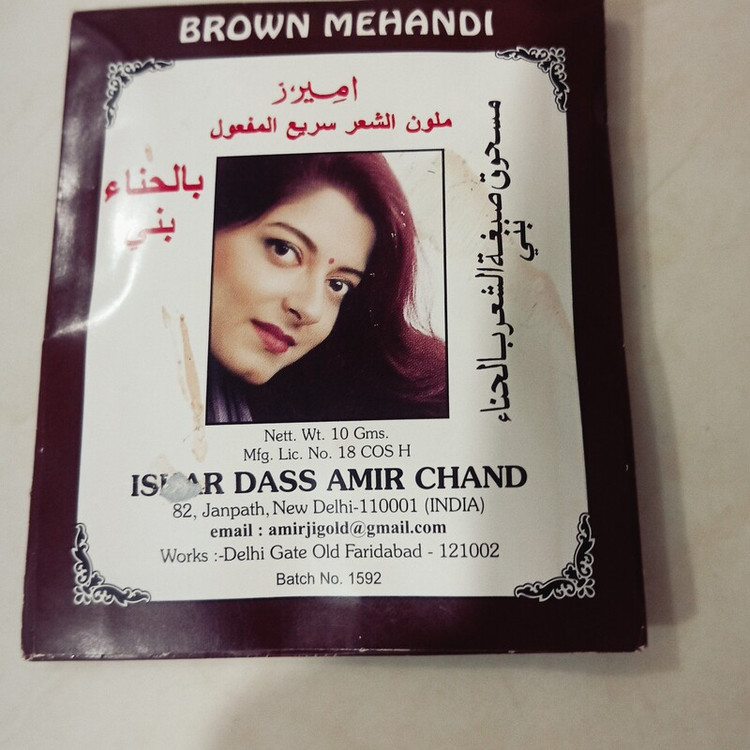 BROWN MEHANDI
اميرز
ملون الشعر سريع المفعول
بالحناء
بني
مسحوق صبغة الشعر بالحناء
بني
Nett. Wt. 10 Gms.
Mfg. Lic. No. 18 COS H
DASS AMIR CHAND
82, Janpath, New Delhi-110001 (INDIA)
email : amirjigold@gmail.com
Works :-Delhi Gate Old Faridabad - 121002
Batch No. 1592